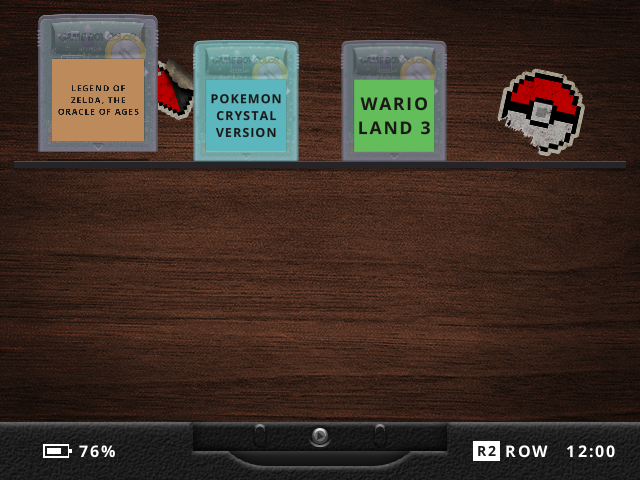 LEGEND OF
ZELDA, THE
ORACLE OF AGES
POKEMON
CRYSTAL
VERSION
WARIO
LAND 3
76%
R2 ROW 12:00